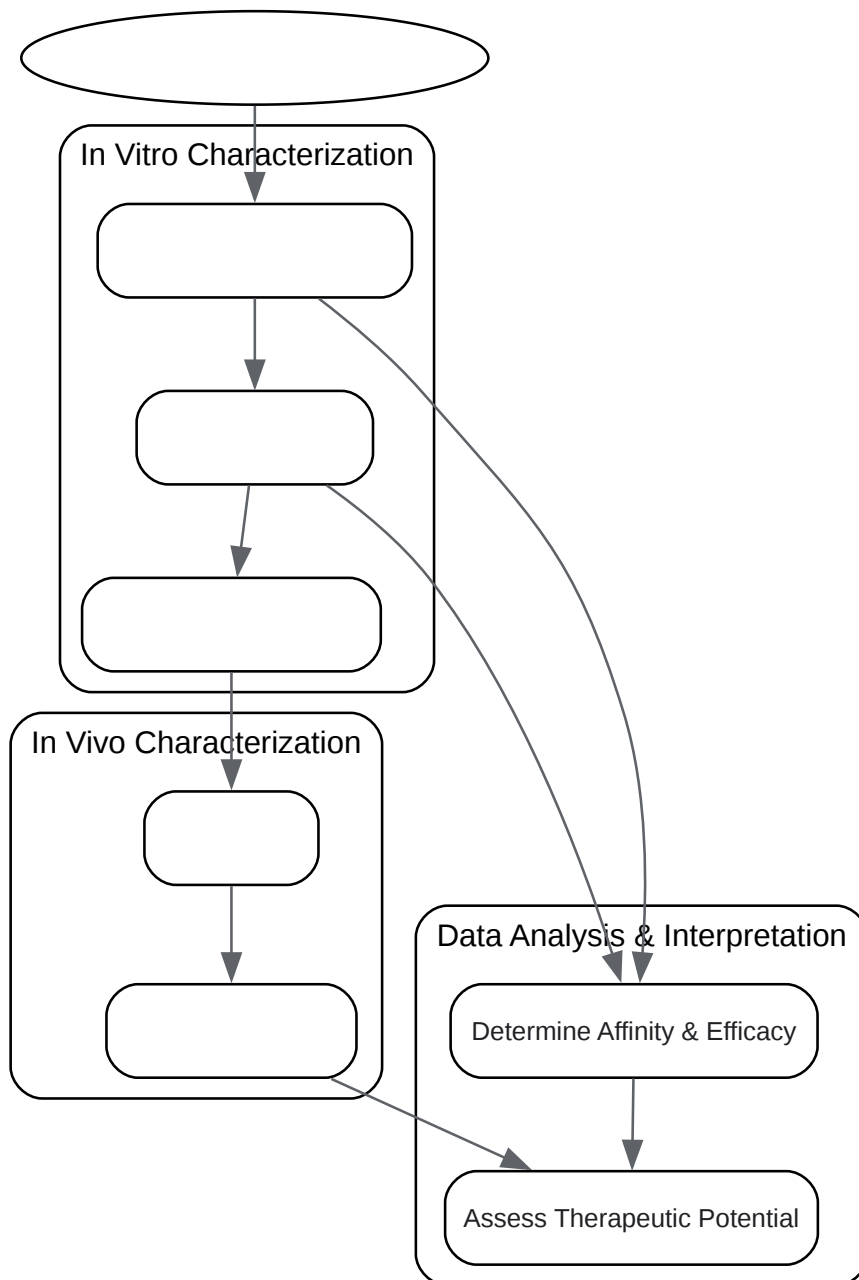 In Vitro Characterization
In Vivo Characterization
Data Analysis & Interpretation
Determine Affinity & Efficacy
Assess Therapeutic Potential